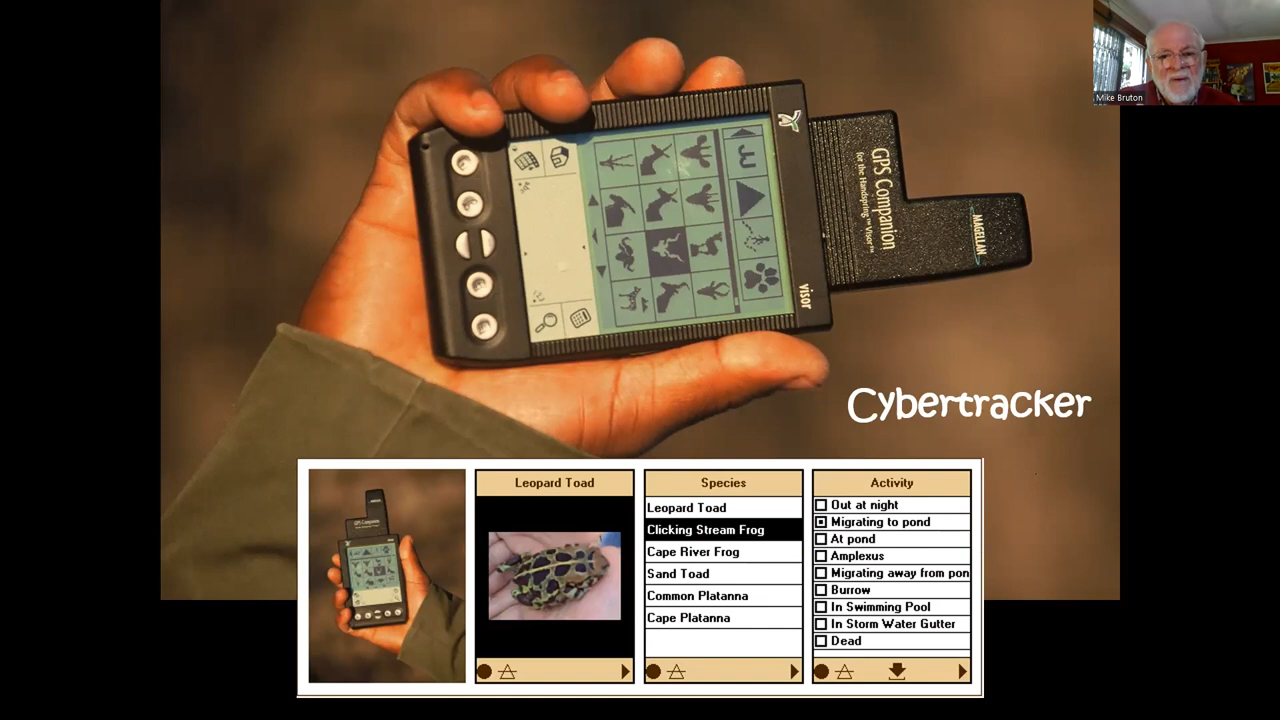 Mike Bruton
GPS Companion
for the Handspring™ Visor™
MAGELLAN
visor
Cybertracker
Leopard Toad
Species
Leopard Toad
Clicking Stream Frog
Cape River Frog
Sand Toad
Common Platanna
Cape Platanna
Activity
Out at night
Migrating to pond
At pond
Amplexus
Migrating away from pon
Burrow
In Swimming Pool
In Storm Water Gutter
Dead